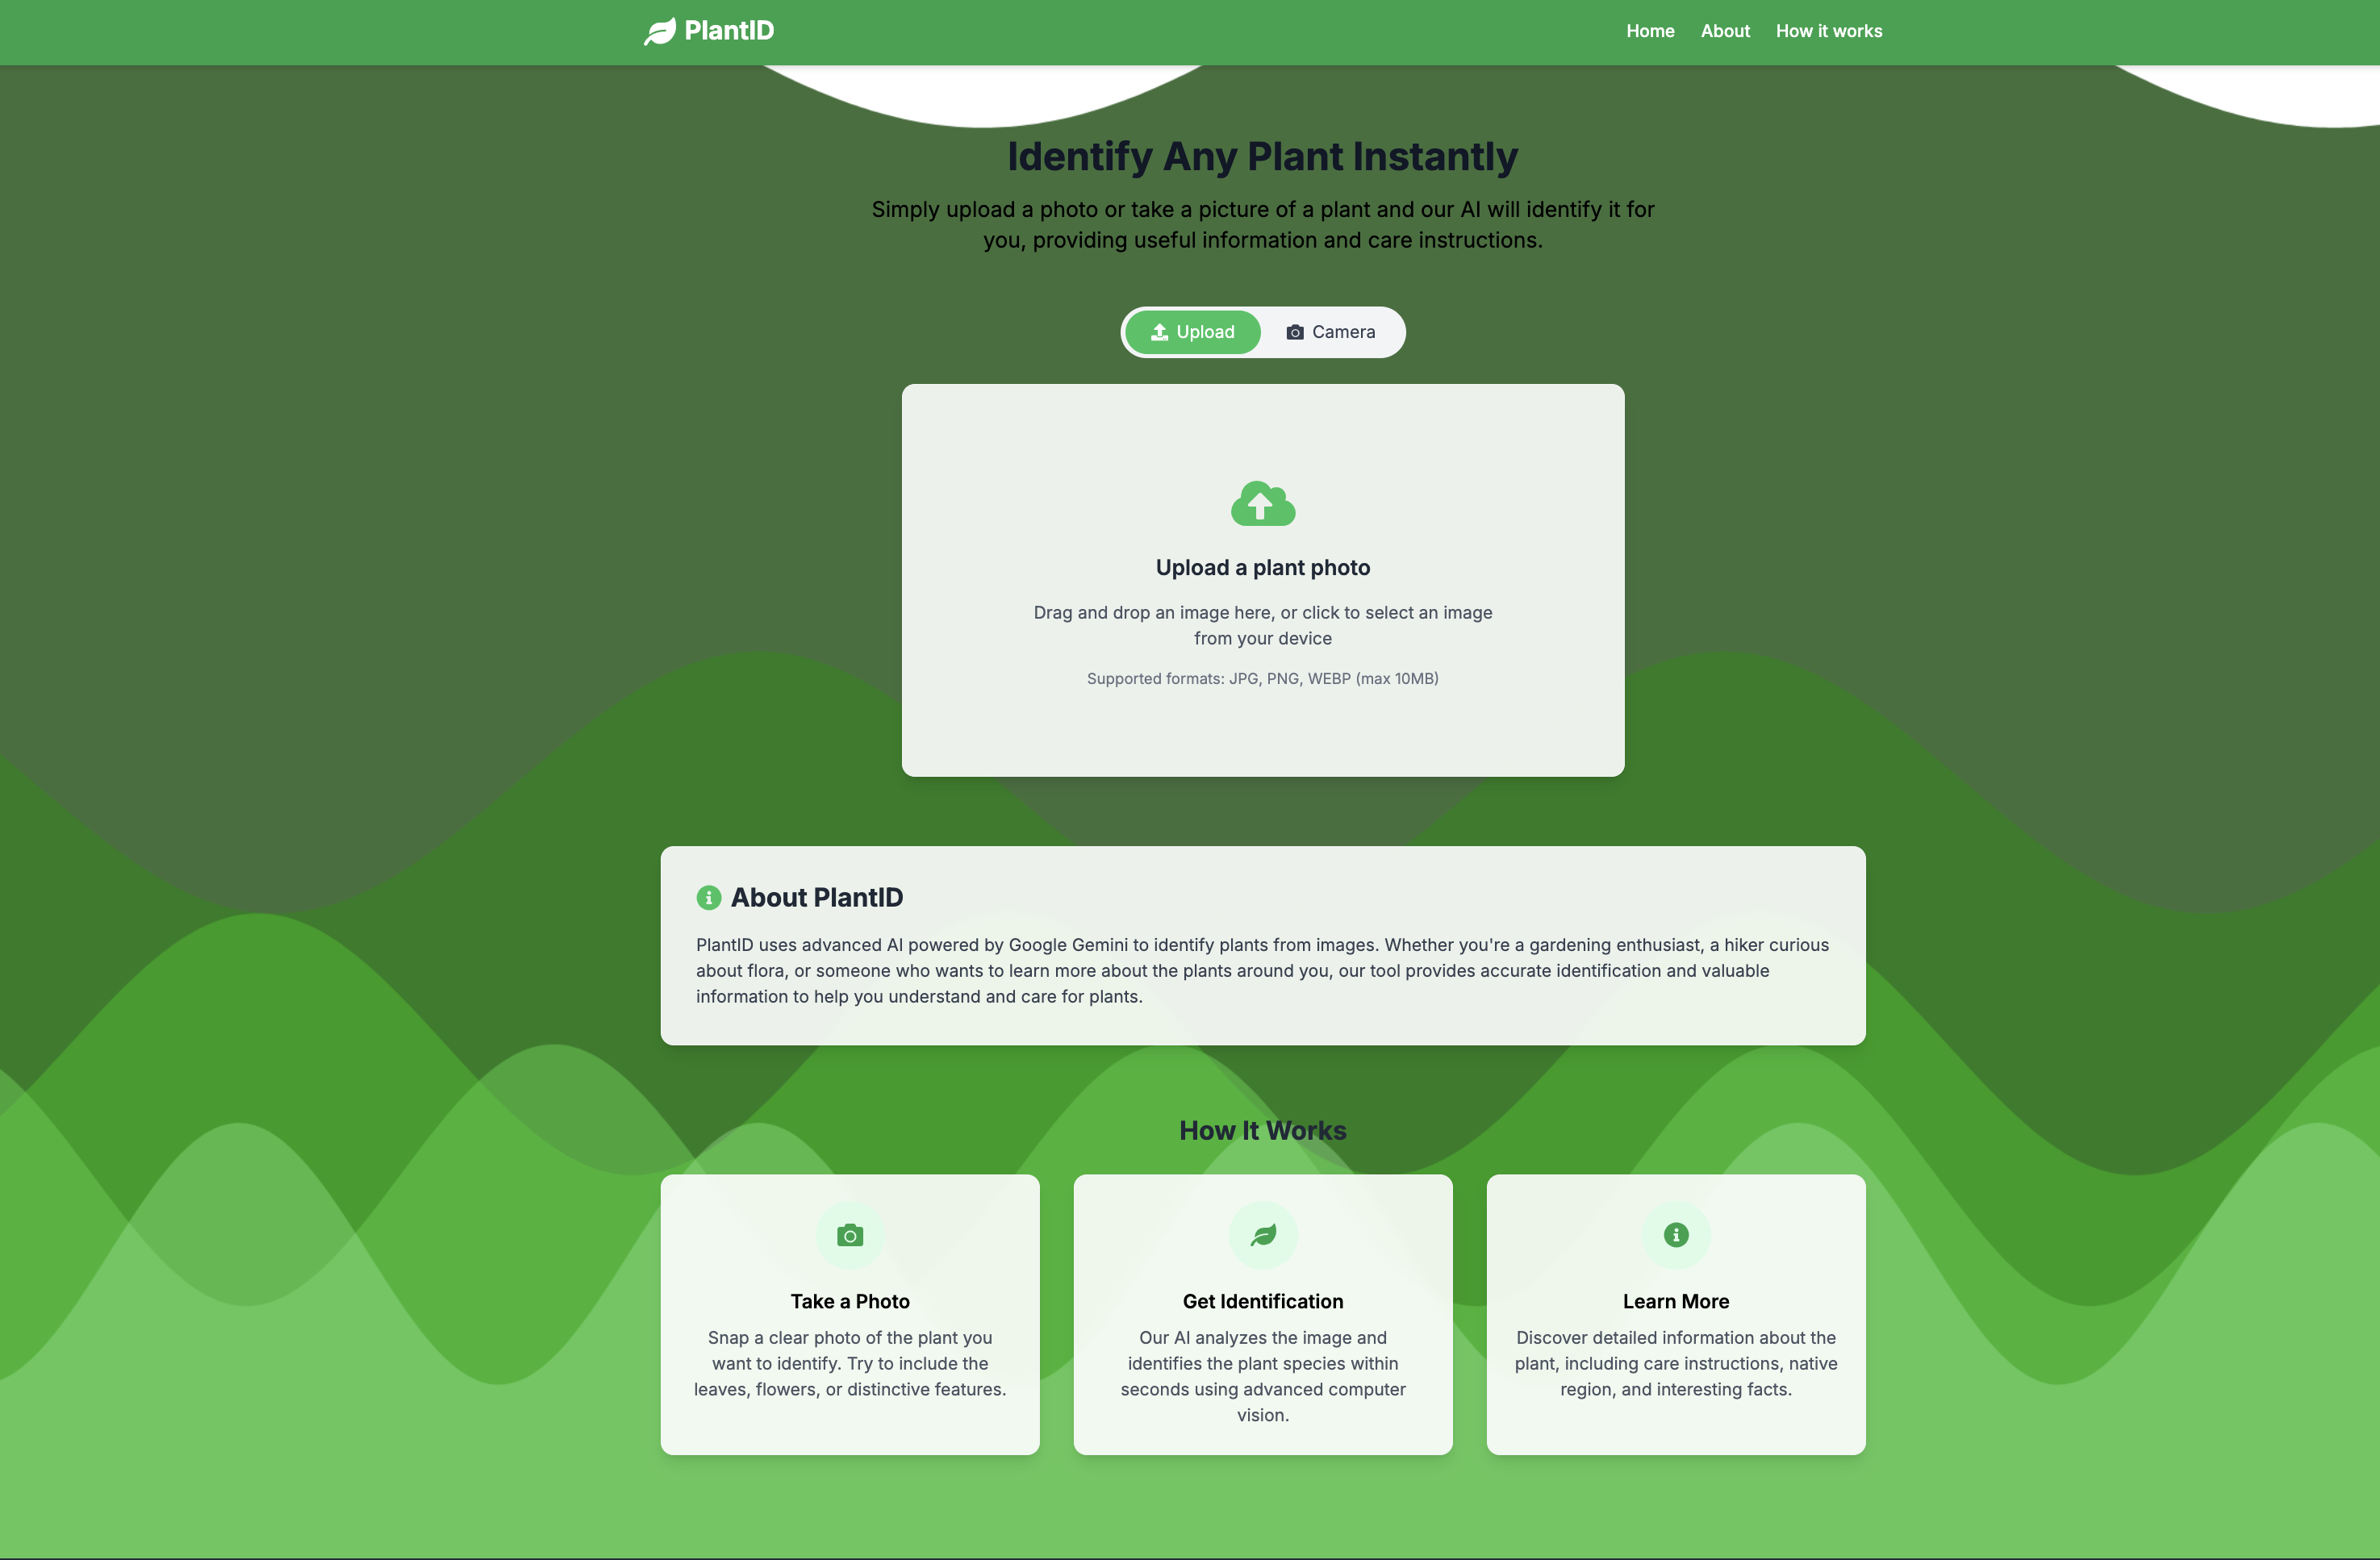 PlantID
Home
About
How it works
Identify Any Plant Instantly
Simply upload a photo or take a picture of a plant and our AI will identify it for
you, providing useful information and care instructions.
Upload
Camera
Upload a plant photo
Drag and drop an image here, or click to select an image
from your device
Supported formats: JPG, PNG, WEBP (max 10MB)
About PlantID
PlantID uses advanced AI powered by Google Gemini to identify plants from images. Whether you're a gardening enthusiast, a hiker curious
about flora, or someone who wants to learn more about the plants around you, our tool provides accurate identification and valuable
information to help you understand and care for plants.
How It Works
Take a Photo
Snap a clear photo of the plant you
want to identify. Try to include the
leaves, flowers, or distinctive features.
Get Identification
Our AI analyzes the image and
identifies the plant species within
seconds using advanced computer
vision.
Learn More
Discover detailed information about the
plant, including care instructions, native
region, and interesting facts.